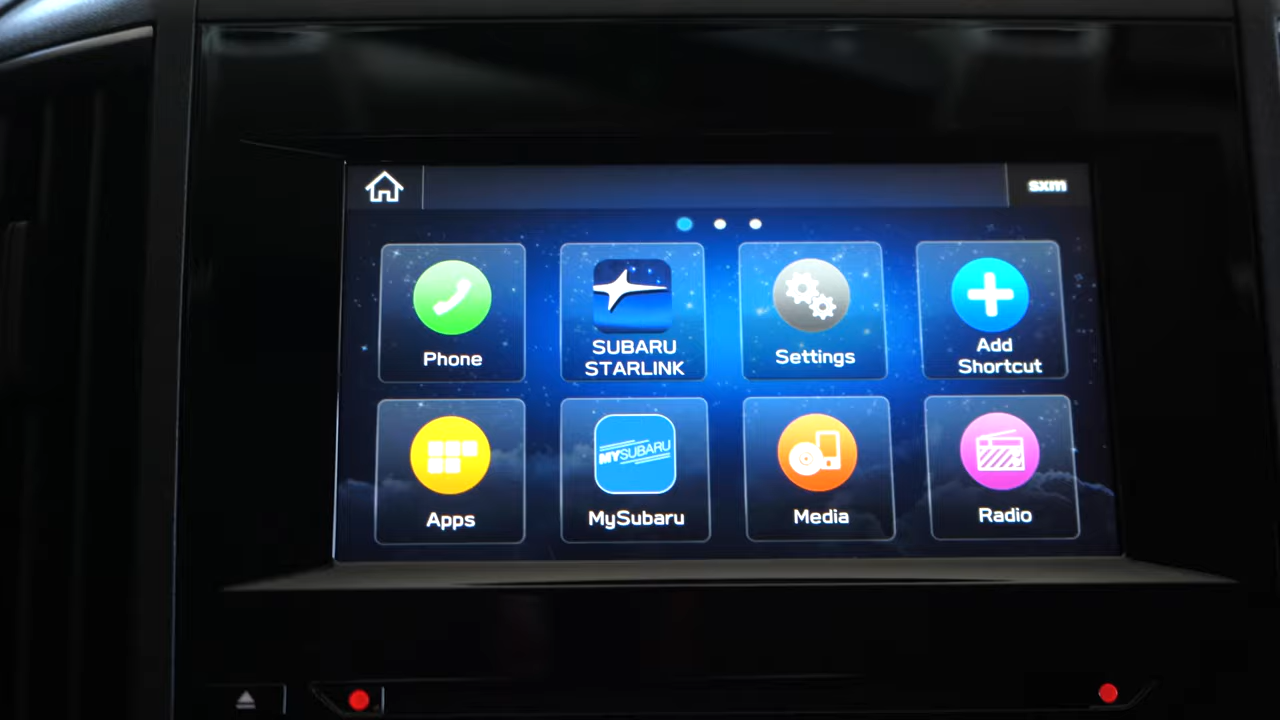 sxm
Phone
SUBARU
STARLINK
Settings
Add
Shortcut
Apps
MYSUBARU
MySubaru
Media
Radio